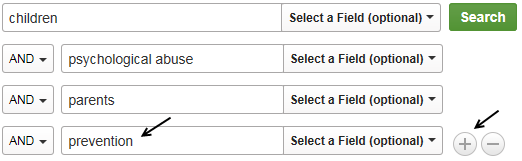 children Select a Field (optional) Search
AND psychological abuse Select a Field (optional)
AND parents Select a Field (optional)
AND prevention Select a Field (optional)